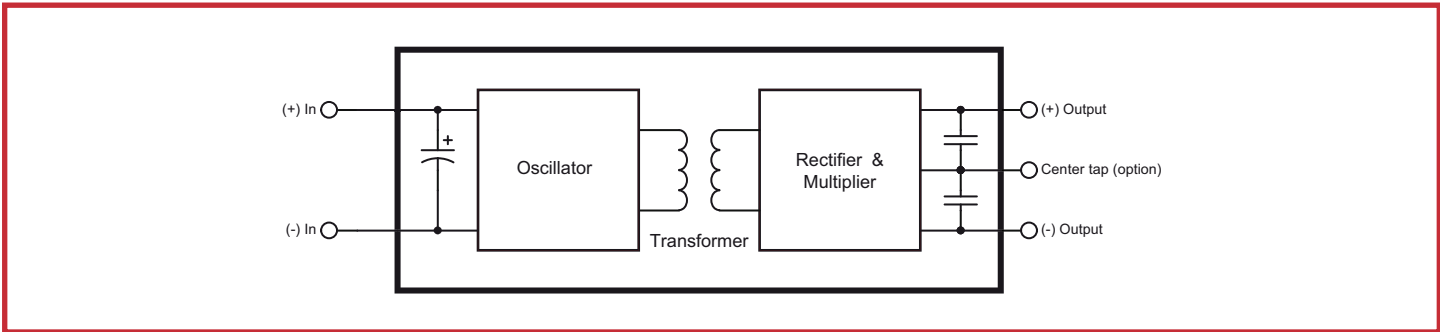 (+) In
+
Oscillator
Rectifier &
Multiplier
(+) Output
Center tap (option)
(-) In
Transformer
(-) Output